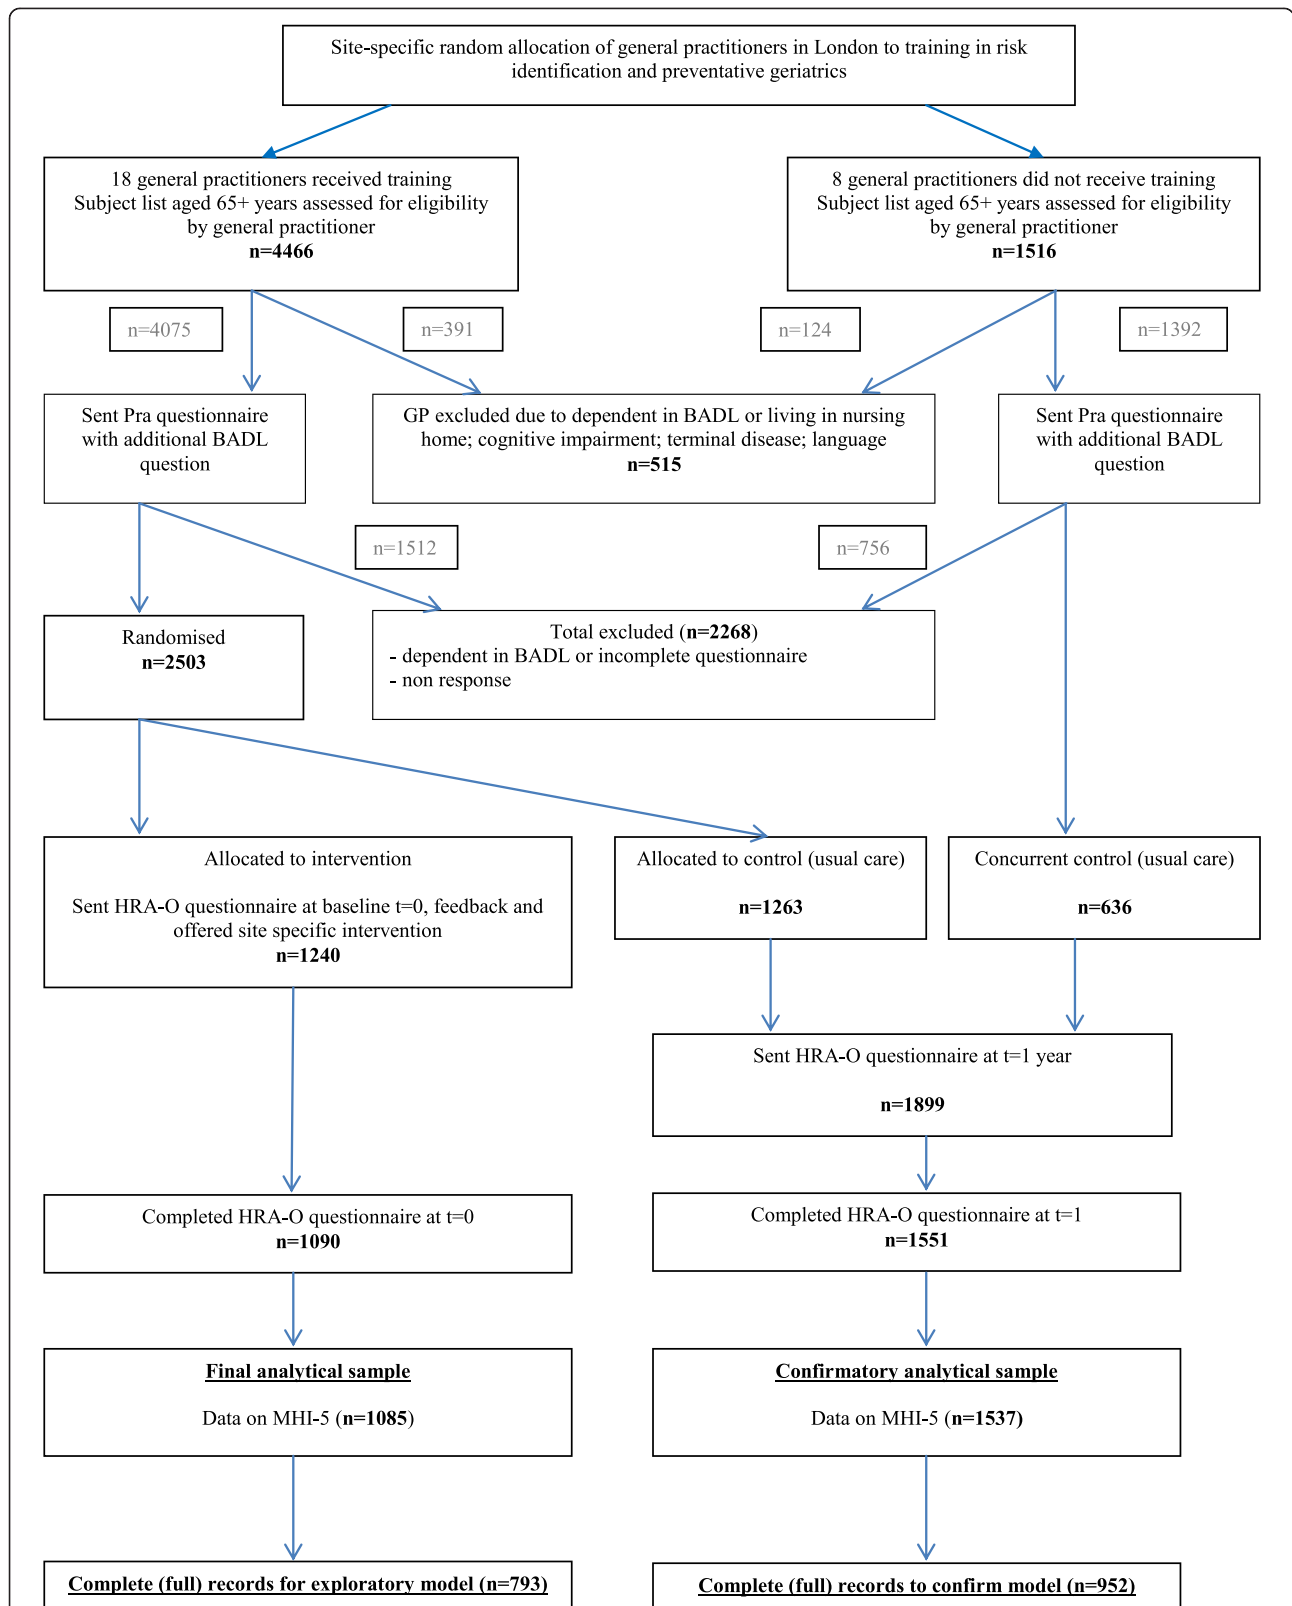 Site-specific random allocation of general practitioners in London to training in risk
identification and preventative geriatrics
18 general practitioners received training
Subject list aged 65+ years assessed for eligibility
by general practitioner
n=4466
8 general practitioners did not receive training
Subject list aged 65+ years assessed for eligibility
by general practitioner
n=1516
n=4075
n=391
n=124
n=1392
Sent Pra questionnaire
with additional BADL
question
GP excluded due to dependent in BADL or living in nursing
home; cognitive impairment; terminal disease; language
n=515
Sent Pra questionnaire
with additional BADL
question
n=1512
n=756
Randomised
n=2503
Total excluded (n=2268)
- dependent in BADL or incomplete questionnaire
- non response
Allocated to intervention
Sent HRA-O questionnaire at baseline t=0, feedback and
offered site specific intervention
n=1240
Allocated to control (usual care)
n=1263
Concurrent control (usual care)
n=636
Sent HRA-O questionnaire at t=1 year
n=1899
Completed HRA-O questionnaire at t=0
n=1090
Completed HRA-O questionnaire at t=1
n=1551
Final analytical sample
Data on MHI-5 (n=1085)
Confirmatory analytical sample
Data on MHI-5 (n=1537)
Complete (full) records for exploratory model (n=793)
Complete (full) records to confirm model (n=952)